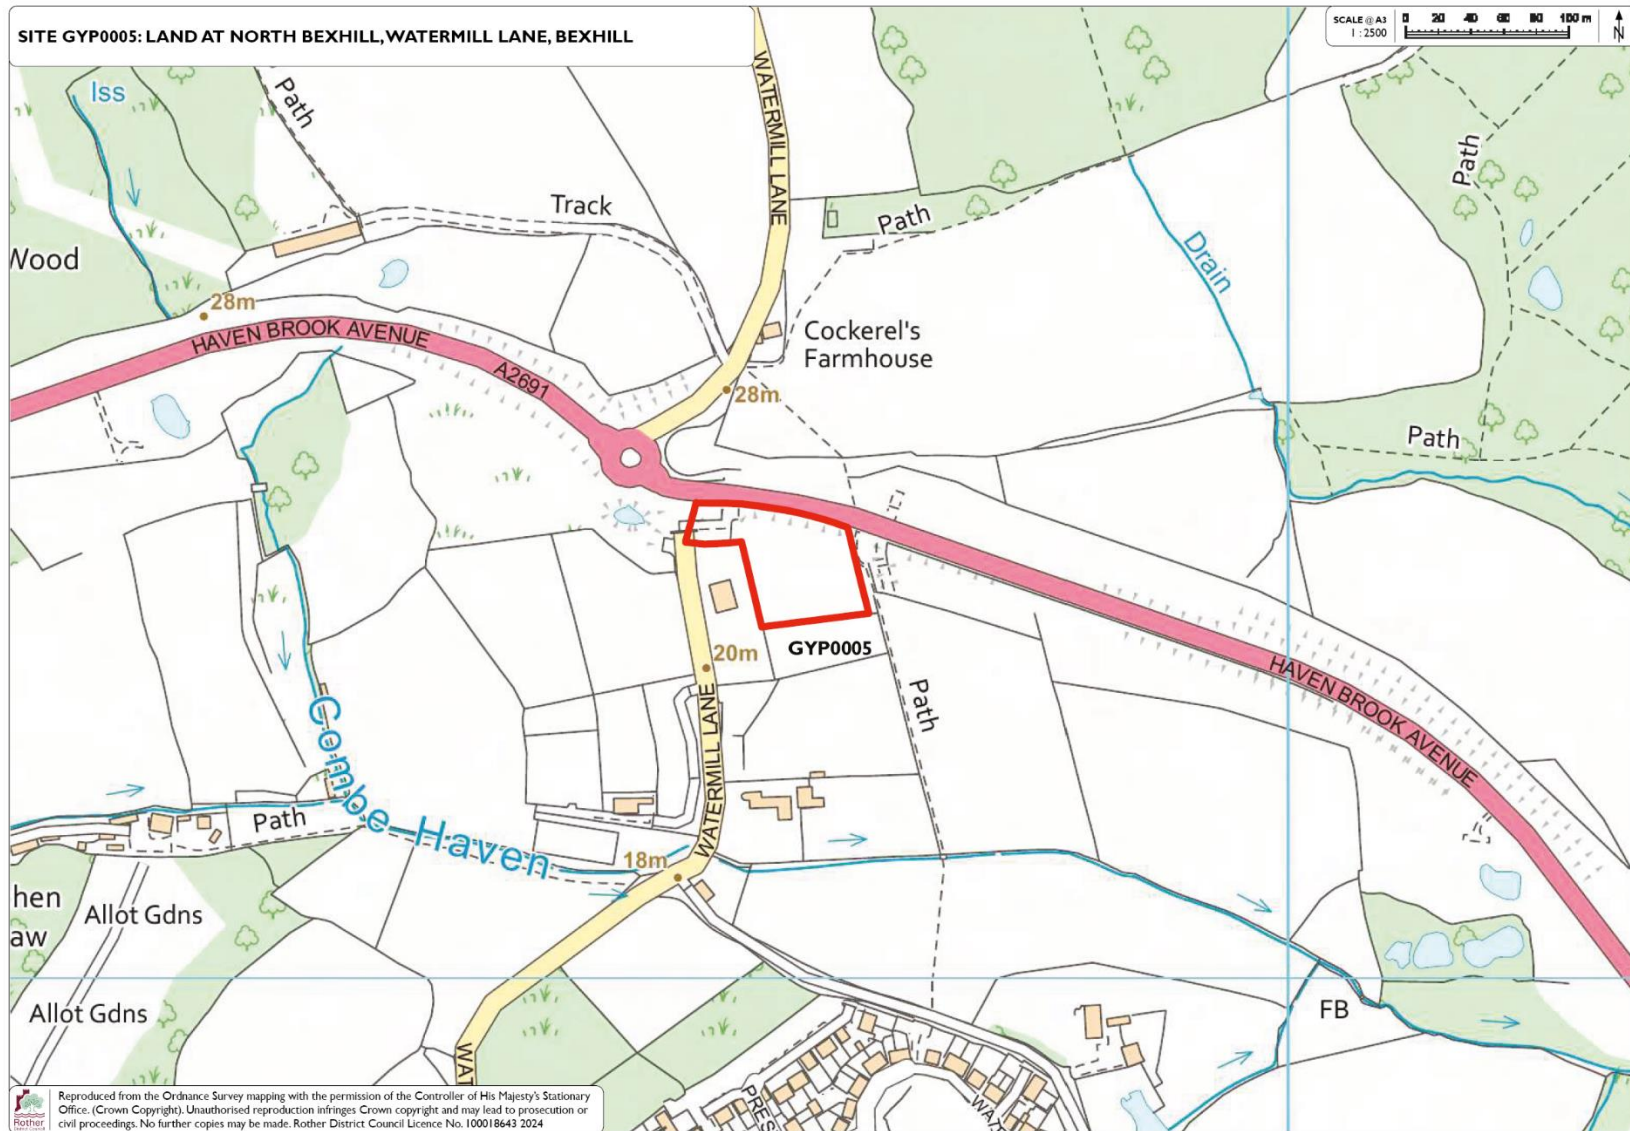 SITE GYP0005: LAND AT NORTH BEXHILL, WATERMILL LANE, BEXHILL
SCALE @ A3
1 : 2500
0 20 40 60 80 100 m
N
Iss
Path
WATERMILL LANE
Track
Path
Path
Drain
Wood
28m
HAVEN BROOK AVENUE
A2691
Cockerel's
Farmhouse
28m
Path
GYP0005
20m
WATERMILL LANE
Path
HAVEN BROOK AVENUE
Combe Haven
Path
18m
hen
aw
Allot Gdns
Allot Gdns
FB
WAT
PRES
WAT
Rother
District Council
Reproduced from the Ordnance Survey mapping with the permission of the Controller of His Majesty's Stationary
Office. (Crown Copyright). Unauthorised reproduction infringes Crown copyright and may lead to prosecution or
civil proceedings. No further copies may be made. Rother District Council Licence No. 100018643 2024